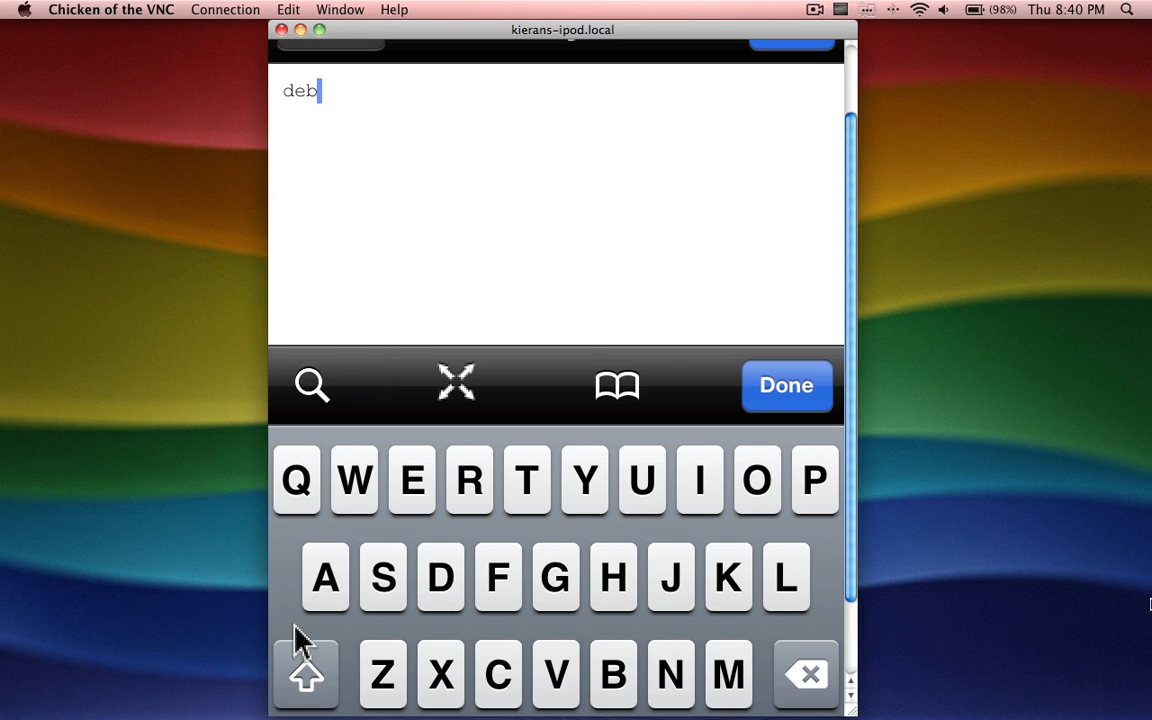 Chicken of the VNC Connection Edit Window Help (98%) Thu 8:40 PM
kierans-ipod.local
deb
Done
Q W E R T Y U I O P
A S D F G H J K L
Z X C V B N M